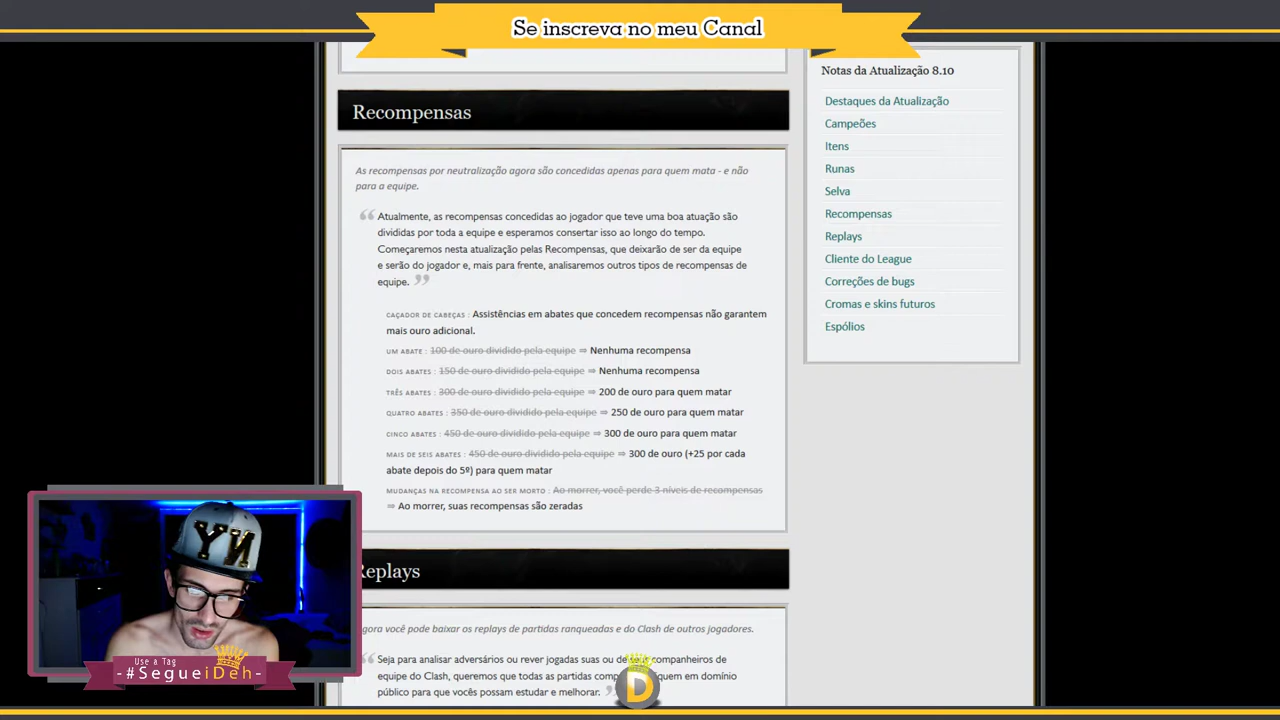 Se inscreva no meu Canal
Recompensas
As recompensas por neutralização agora são concedidas apenas para quem mata - e não
para a equipe.
“ Atualmente, as recompensas concedidas ao jogador que teve uma boa atuação são
divididas por toda a equipe e esperamos consertar isso ao longo do tempo.
Começaremos nesta atualização pelas Recompensas, que deixarão de ser da equipe
e serão do jogador e, mais para frente, analisaremos outros tipos de recompensas de
equipe. ”
CAÇADOR DE CABEÇAS : Assistências em abates que concedem recompensas não garantem
mais ouro adicional.
UM ABATE : 100 de ouro dividido pela equipe ⇒ Nenhuma recompensa
DOIS ABATES : 150 de ouro dividido pela equipe ⇒ Nenhuma recompensa
TRÊS ABATES : 300 de ouro dividido pela equipe ⇒ 200 de ouro para quem matar
QUATRO ABATES : 350 de ouro dividido pela equipe ⇒ 250 de ouro para quem matar
CINCO ABATES : 450 de ouro dividido pela equipe ⇒ 300 de ouro para quem matar
MAIS DE SEIS ABATES : 450 de ouro dividido pela equipe ⇒ 300 de ouro (+25 por cada
abate depois do 5º) para quem matar
MUDANÇAS NA RECOMPENSA AO SER MORTO : Ao morrer, você perde 3 níveis de recompensas
⇒ Ao morrer, suas recompensas são zeradas
Replays
agora você pode baixar os replays de partidas ranqueadas e do Clash de outros jogadores.
“ Seja para analisar adversários ou rever jogadas suas ou de companheiros de
equipe do Clash, queremos que todas as partidas fiquem em domínio
público para que vocês possam estudar e melhorar. ”
Notas da Atualização 8.10
Destaques da Atualização
Campeões
Itens
Runas
Selva
Recompensas
Replays
Cliente do League
Correções de bugs
Cromas e skins futuros
Espólios
YN
Use a Tag
-#SegueiDeh-
D